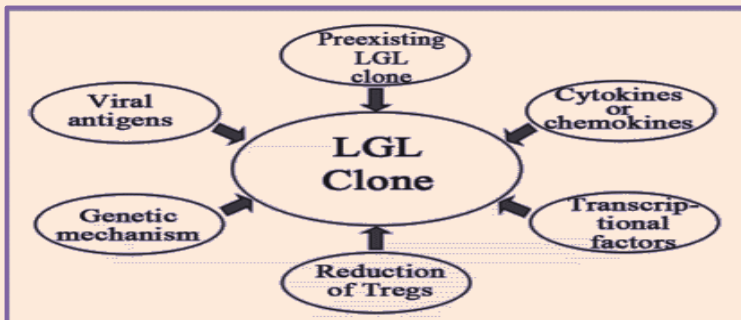 Preexisting
LGL
clone
Viral
antigens
Cytokines
or
chemokines
LGL
Clone
Genetic
mechanism
Transcrip-
tional
factors
Reduction
of Tregs